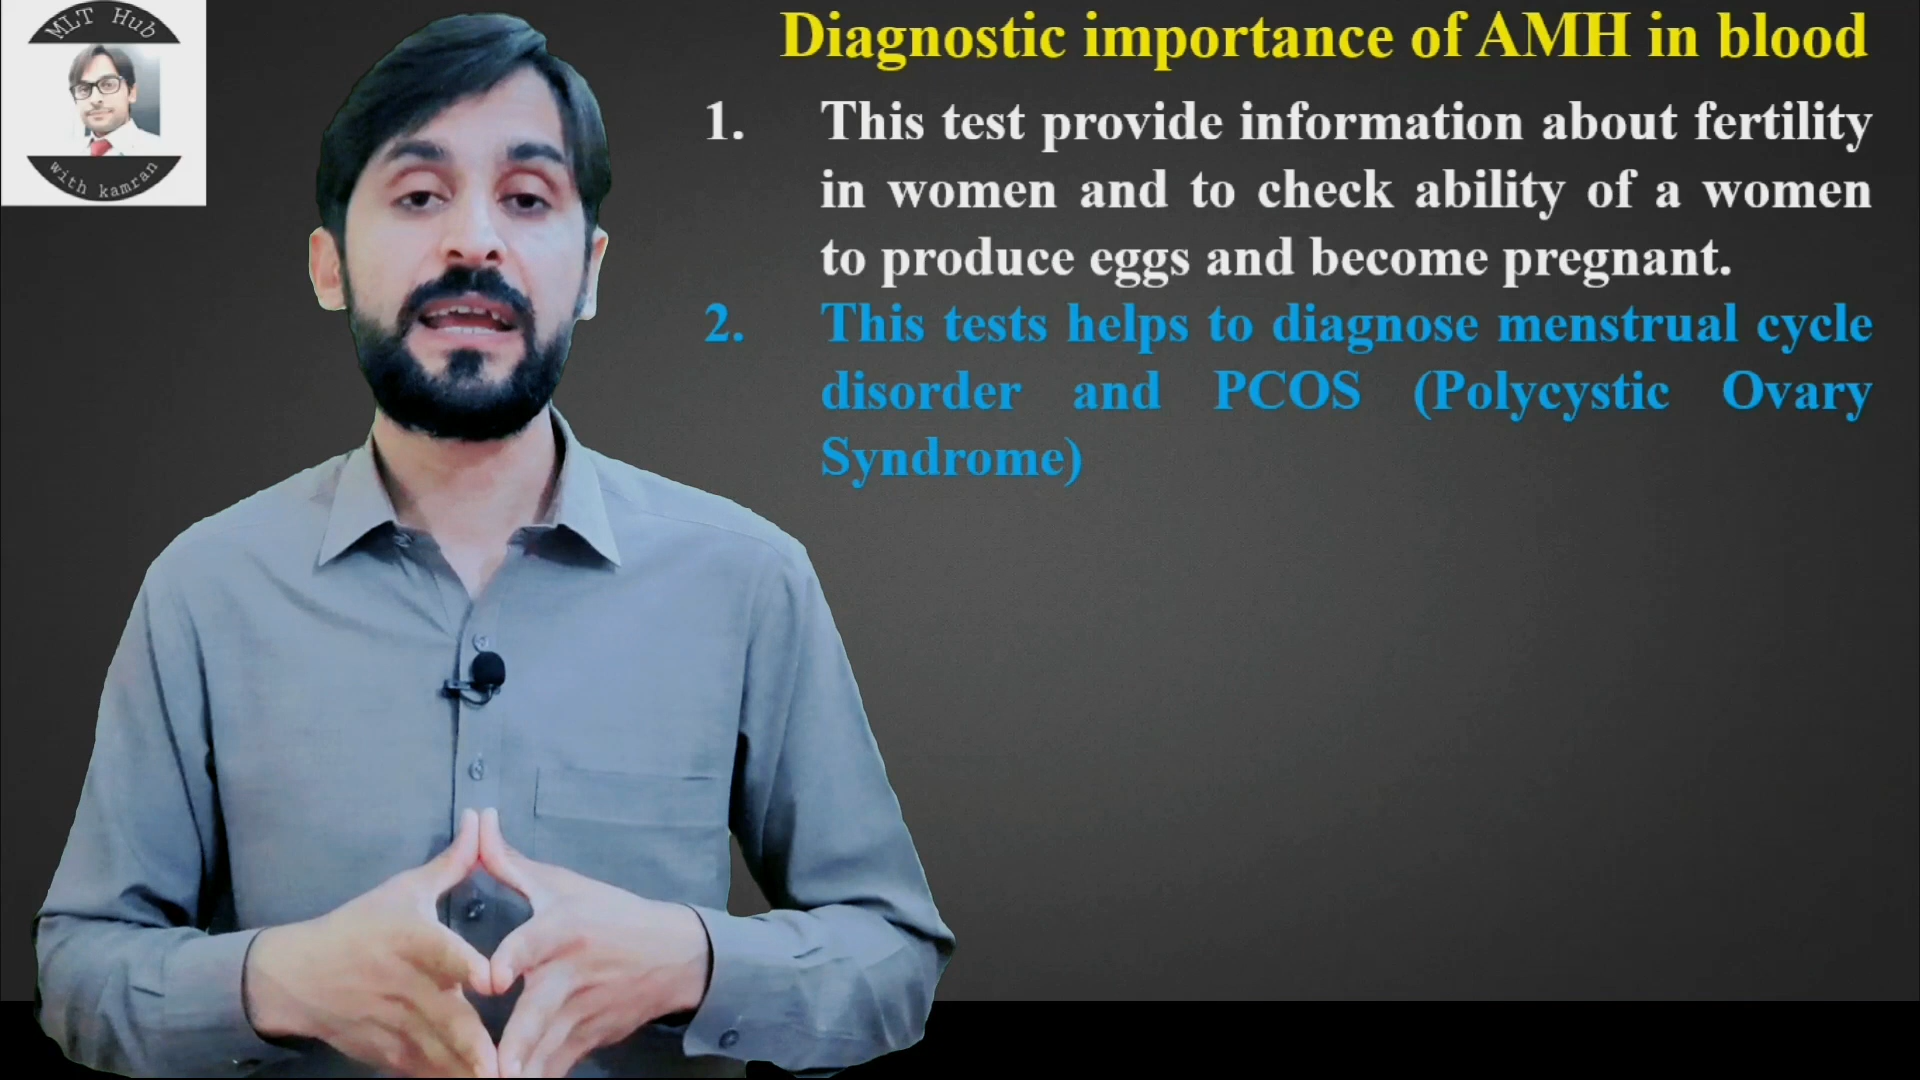 MLT Hub
with kamran
Diagnostic importance of AMH in blood
1. This test provide information about fertility
in women and to check ability of a women
to produce eggs and become pregnant.
2. This tests helps to diagnose menstrual cycle
disorder and PCOS (Polycystic Ovary
Syndrome)